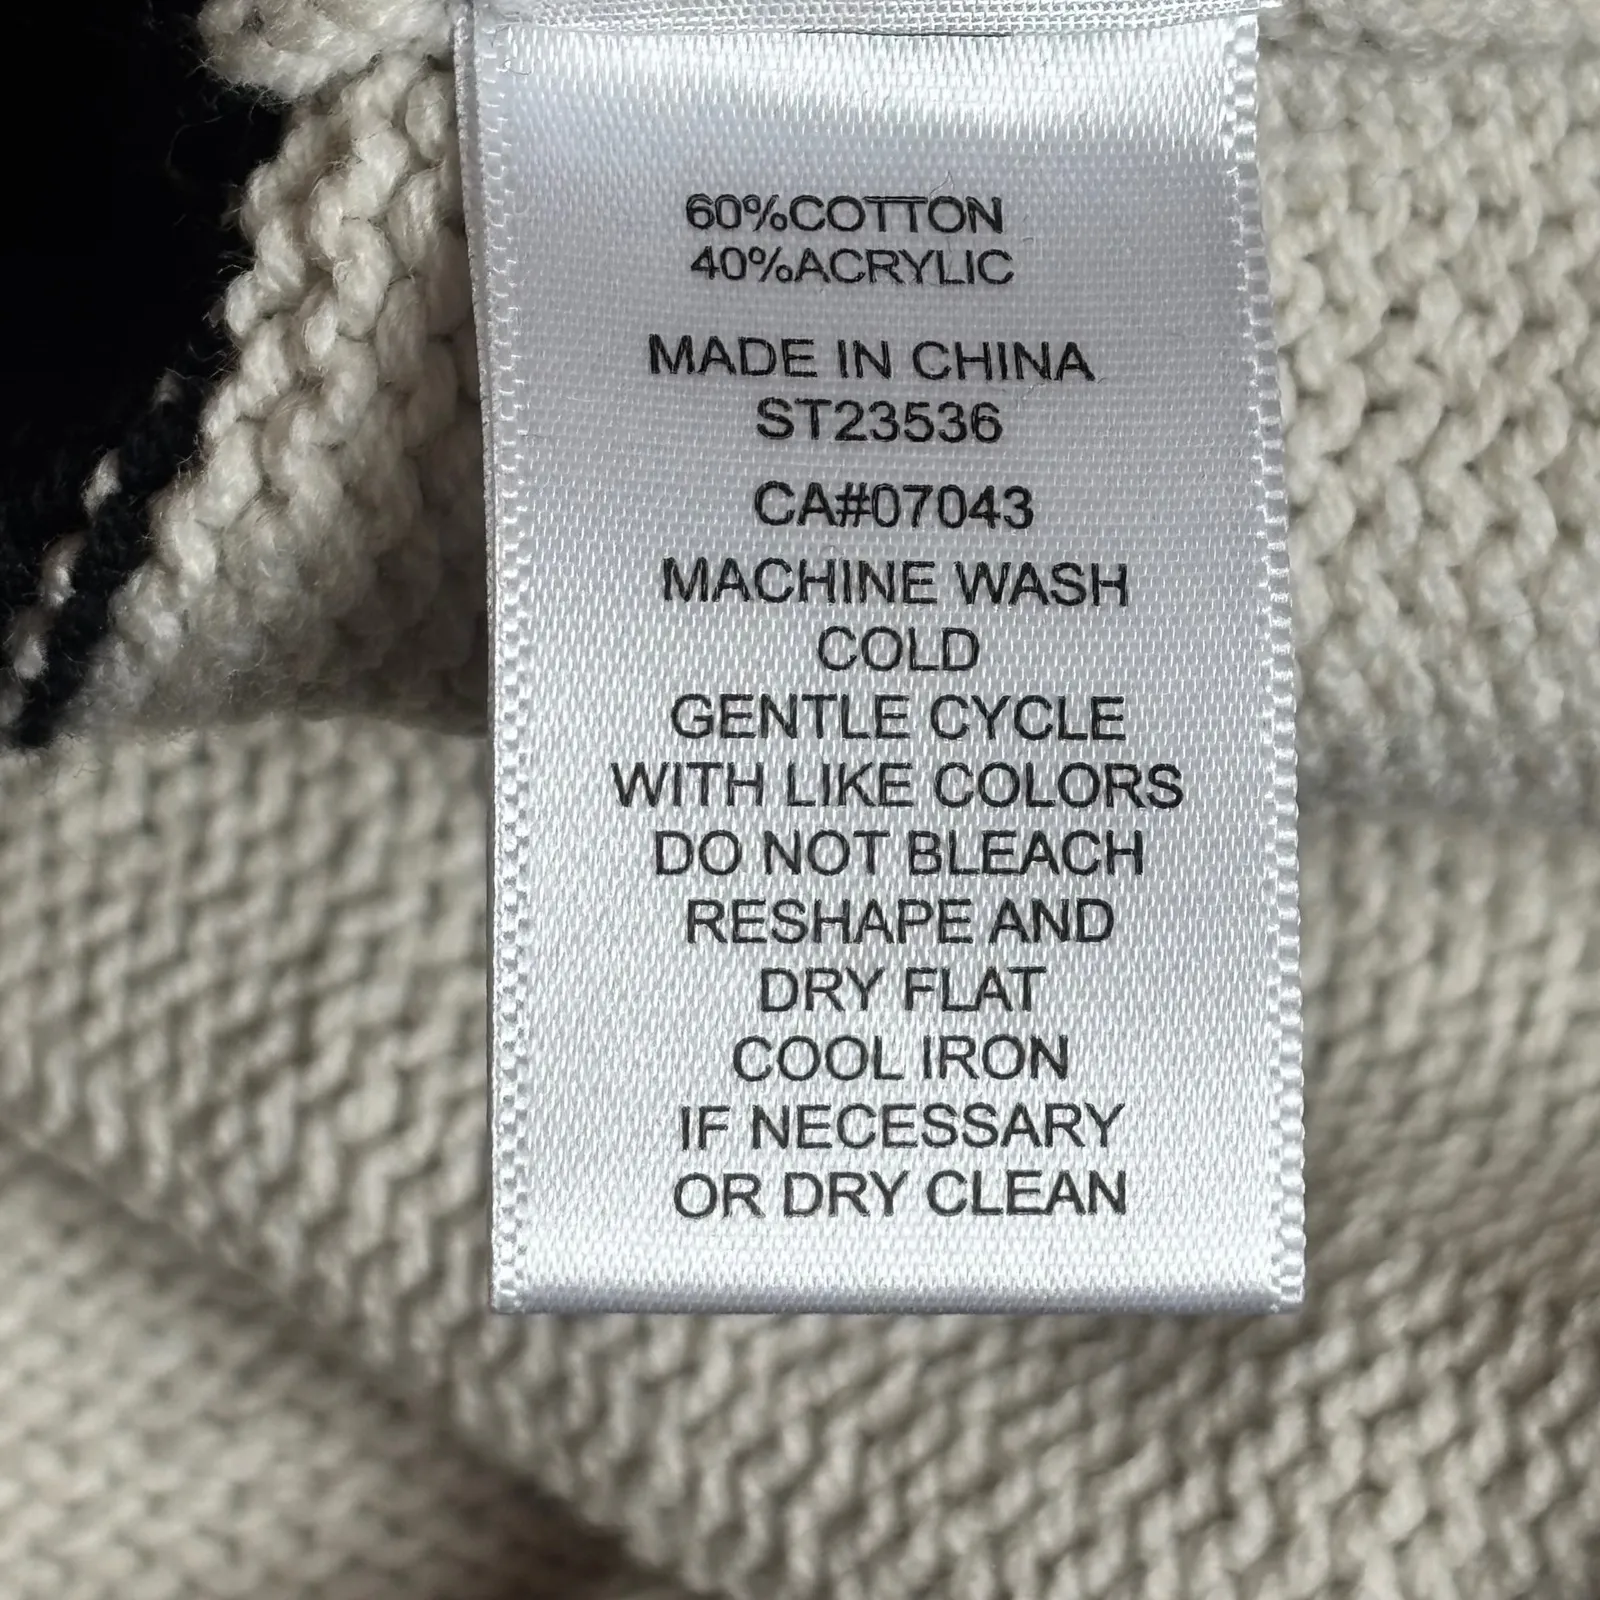 60%COTTON
40%ACRYLIC
MADE IN CHINA
ST23536
CA#07043
MACHINE WASH
COLD
GENTLE CYCLE
WITH LIKE COLORS
DO NOT BLEACH
RESHAPE AND
DRY FLAT
COOL IRON
IF NECESSARY
OR DRY CLEAN